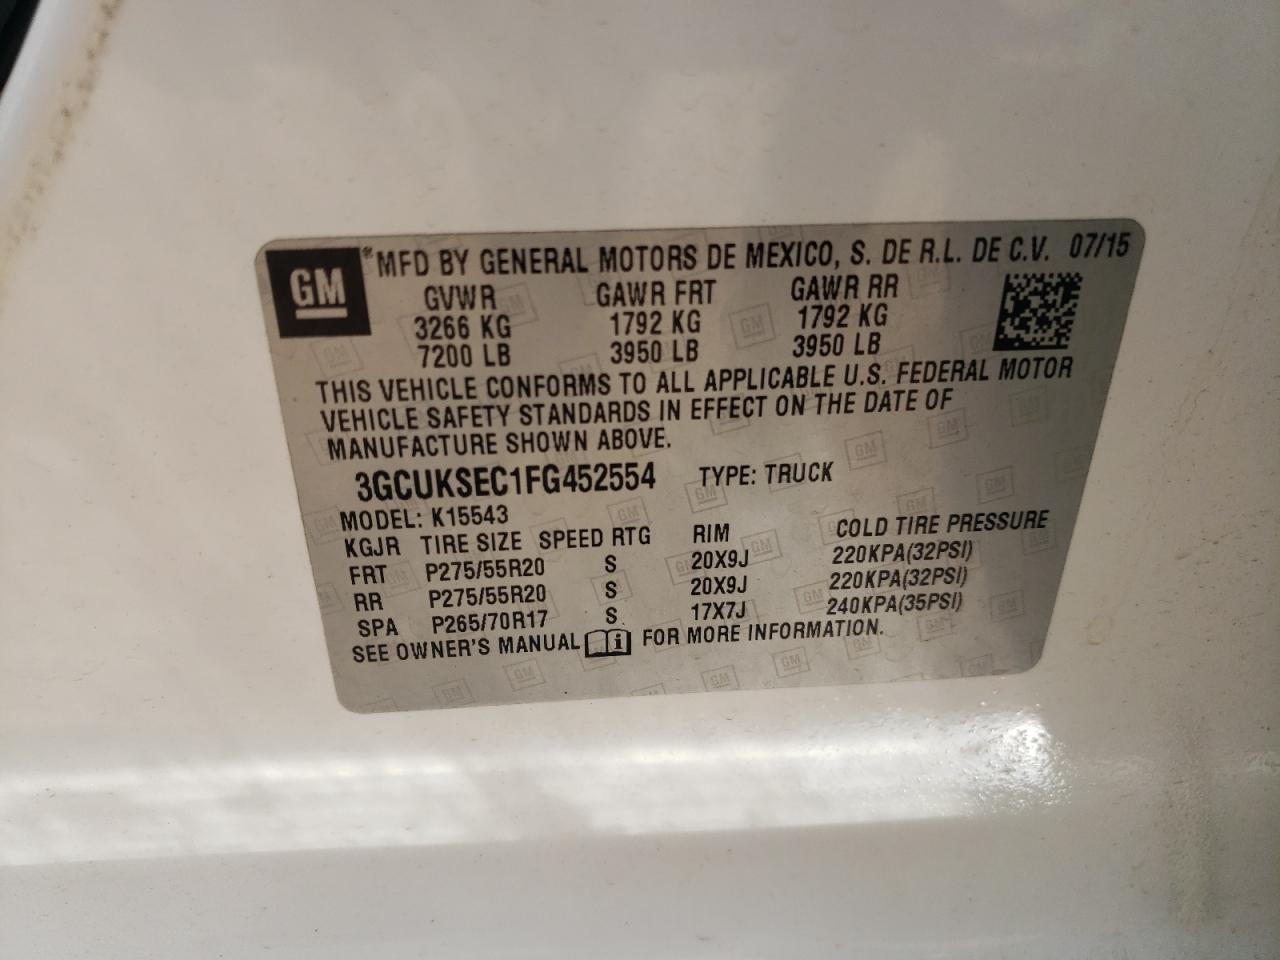 GM *MFD BY GENERAL MOTORS DE MEXICO, S. DE R.L. DE C.V. 07/15
GVWR GAWR FRT GAWR RR
3266 KG 1792 KG 1792 KG
7200 LB 3950 LB 3950 LB
THIS VEHICLE CONFORMS TO ALL APPLICABLE U.S. FEDERAL MOTOR
VEHICLE SAFETY STANDARDS IN EFFECT ON THE DATE OF
MANUFACTURE SHOWN ABOVE.
3GCUKSEC1FG452554 TYPE: TRUCK
MODEL: K15543
KGJR TIRE SIZE SPEED RTG RIM COLD TIRE PRESSURE
FRT P275/55R20 S 20X9J 220KPA(32PSI)
RR P275/55R20 S 20X9J 220KPA(32PSI)
SPA P265/70R17 S 17X7J 240KPA(35PSI)
SEE OWNER'S MANUAL i FOR MORE INFORMATION.